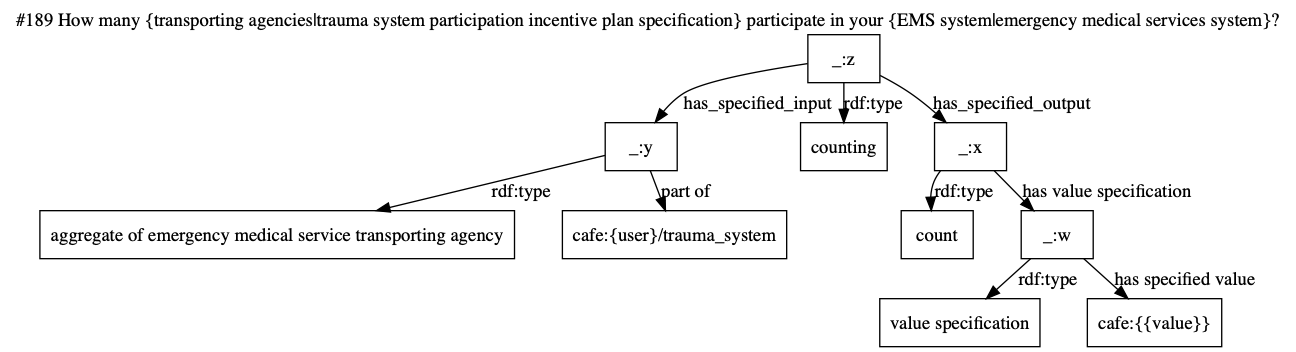 #189 How many {transporting agencies|trauma system participation incentive plan specification} participate in your {EMS system|emergency medical services system}?
_:z
has_specified_input
rdf:type
has_specified_output
_:y
counting
_:x
rdf:type
part of
rdf:type
has value specification
aggregate of emergency medical service transporting agency
cafe:{user}/trauma_system
count
_:w
rdf:type
has specified value
value specification
cafe:{{value}}